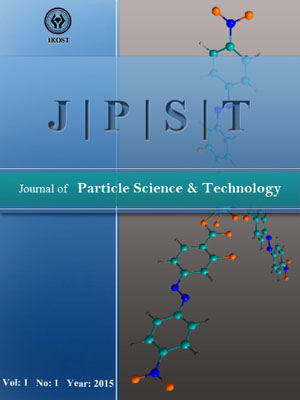 IROST
J|P|S|T
Journal of Particle Science & Technology
Vol: 1 No: 1 Year: 2015